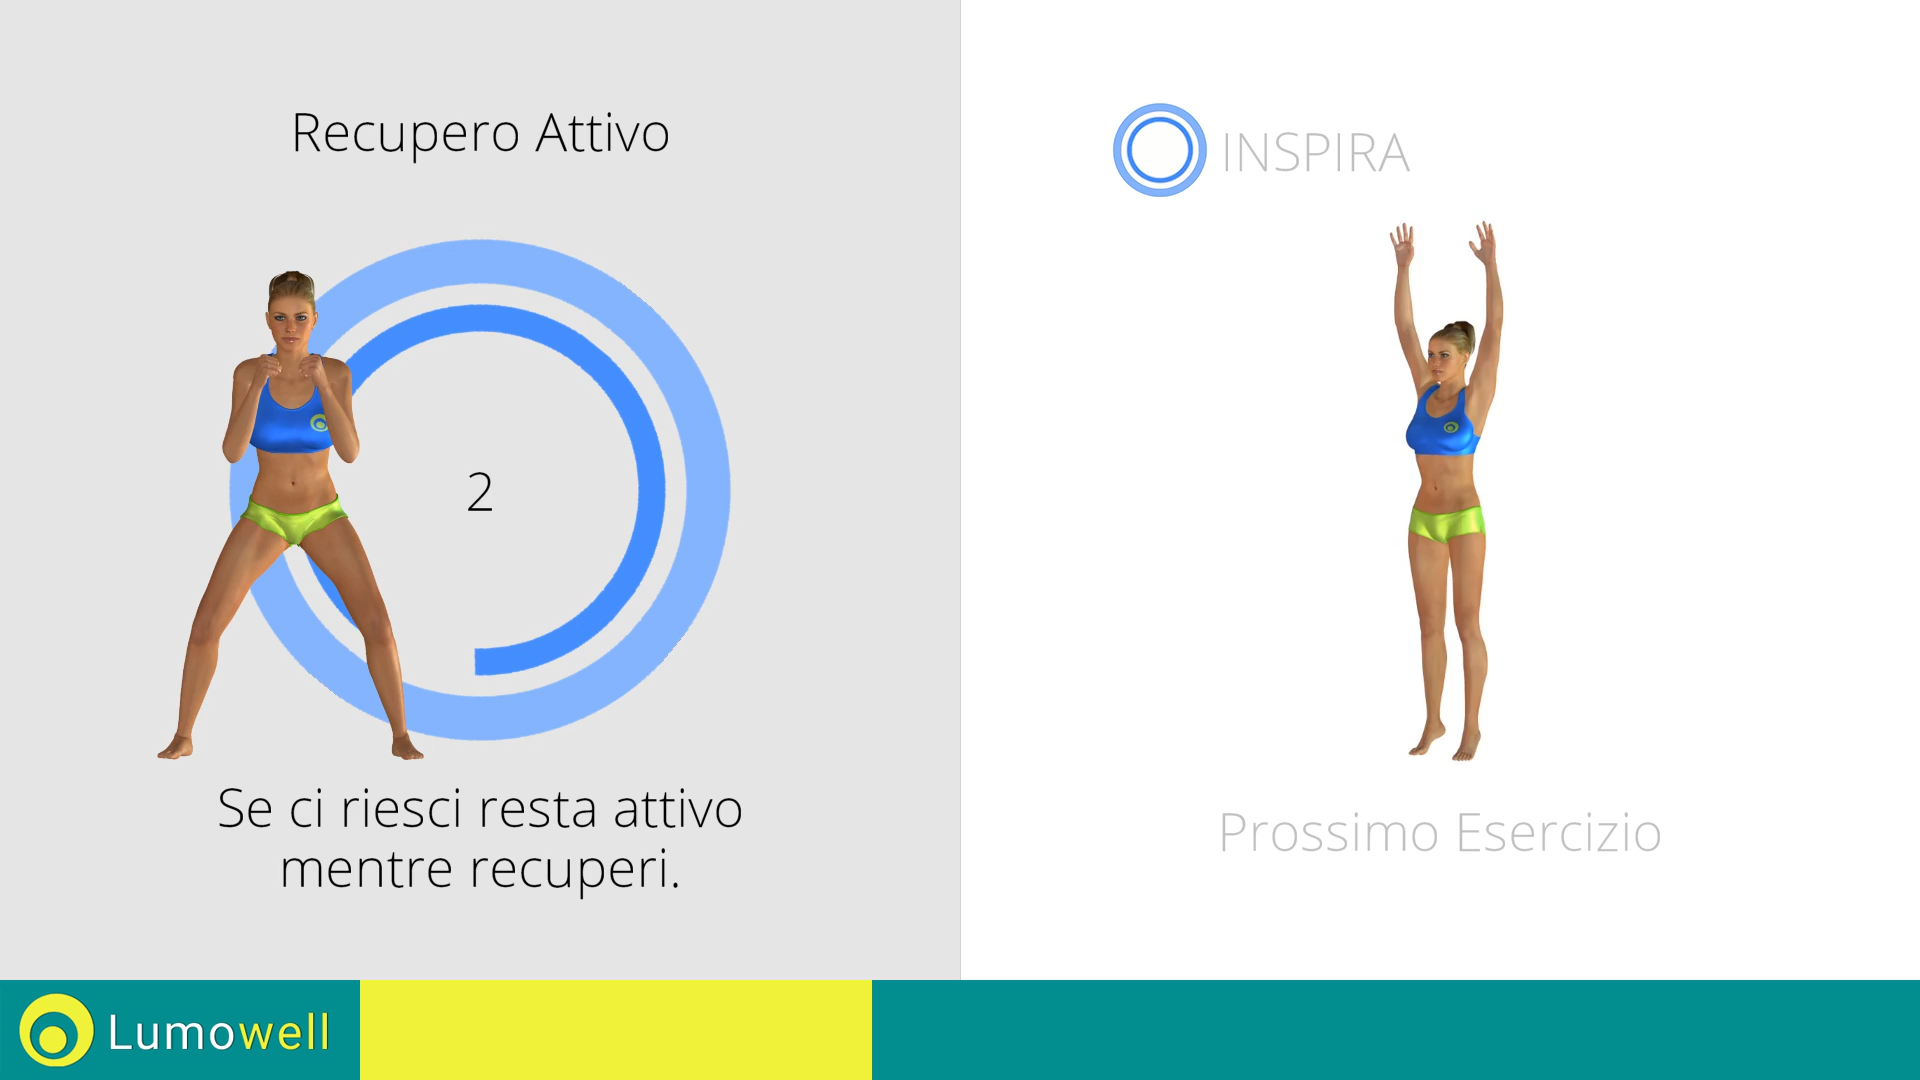 Recupero Attivo
2
Se ci riesci resta attivo
mentre recuperi.
INSPIRA
Prossimo Esercizio
Lumowell